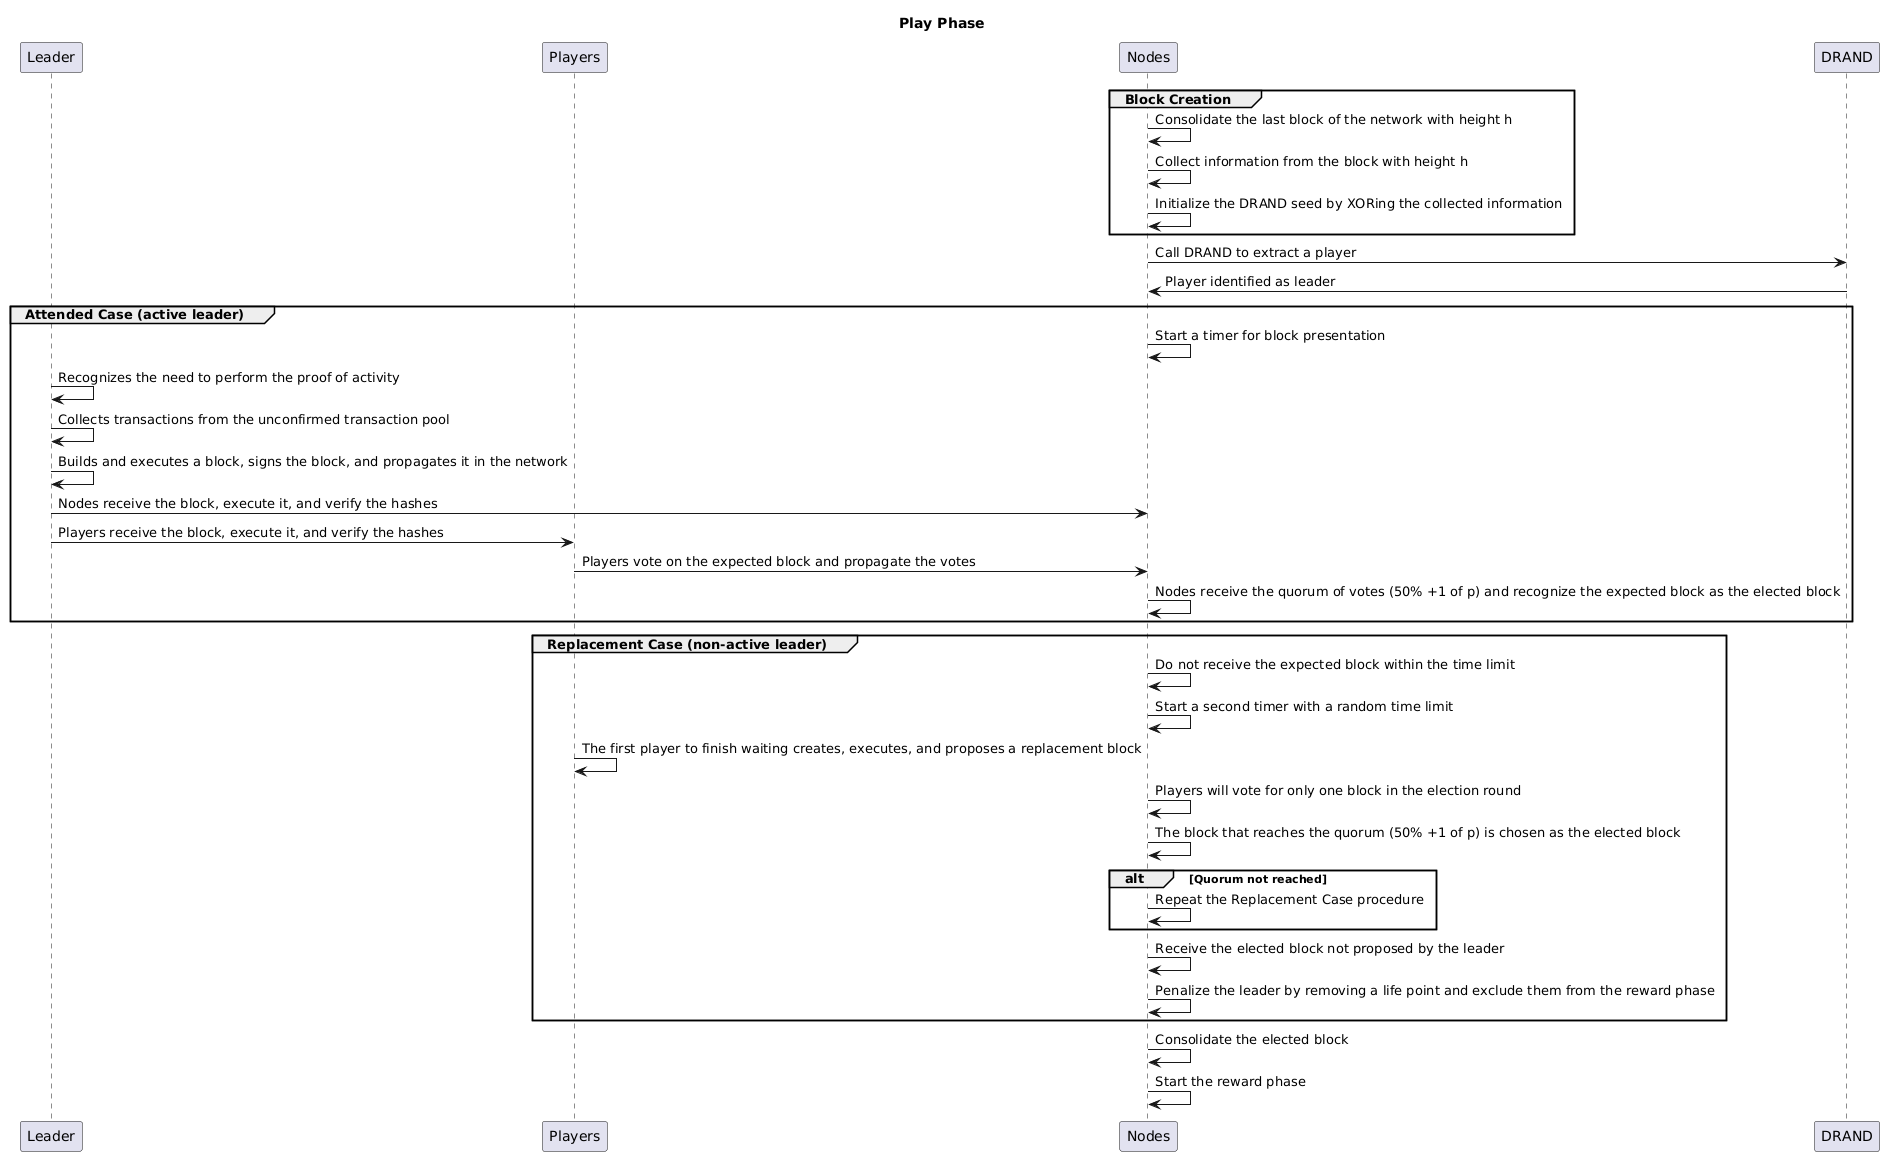 Play Phase
Leader
Players
Nodes
DRAND
Block Creation
Consolidate the last block of the network with height h
Collect information from the block with height h
Initialize the DRAND seed by XORing the collected information
Call DRAND to extract a player
Player identified as leader
Attended Case (active leader)
Start a timer for block presentation
Recognizes the need to perform the proof of activity
Collects transactions from the unconfirmed transaction pool
Builds and executes a block, signs the block, and propagates it in the network
Nodes receive the block, execute it, and verify the hashes
Players receive the block, execute it, and verify the hashes
Players vote on the expected block and propagate the votes
Nodes receive the quorum of votes (50% +1 of p) and recognize the expected block as the elected block
Replacement Case (non-active leader)
Do not receive the expected block within the time limit
Start a second timer with a random time limit
The first player to finish waiting creates, executes, and proposes a replacement block
Players will vote for only one block in the election round
The block that reaches the quorum (50% +1 of p) is chosen as the elected block
alt [Quorum not reached]
Repeat the Replacement Case procedure
Receive the elected block not proposed by the leader
Penalize the leader by removing a life point and exclude them from the reward phase
Consolidate the elected block
Start the reward phase
Leader
Players
Nodes
DRAND